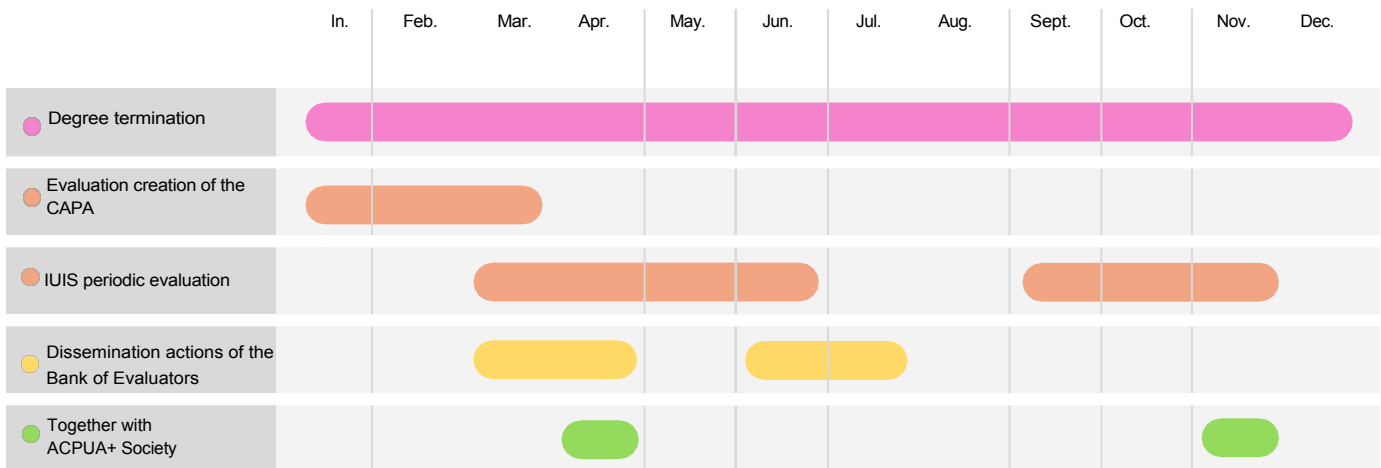 In. Feb. Mar. Apr. May. Jun. Jul. Aug. Sept. Oct. Nov. Dec.
Degree termination
Evaluation creation of the
CAPA
IUIS periodic evaluation
Dissemination actions of the
Bank of Evaluators
Together with
ACPUA+ Society